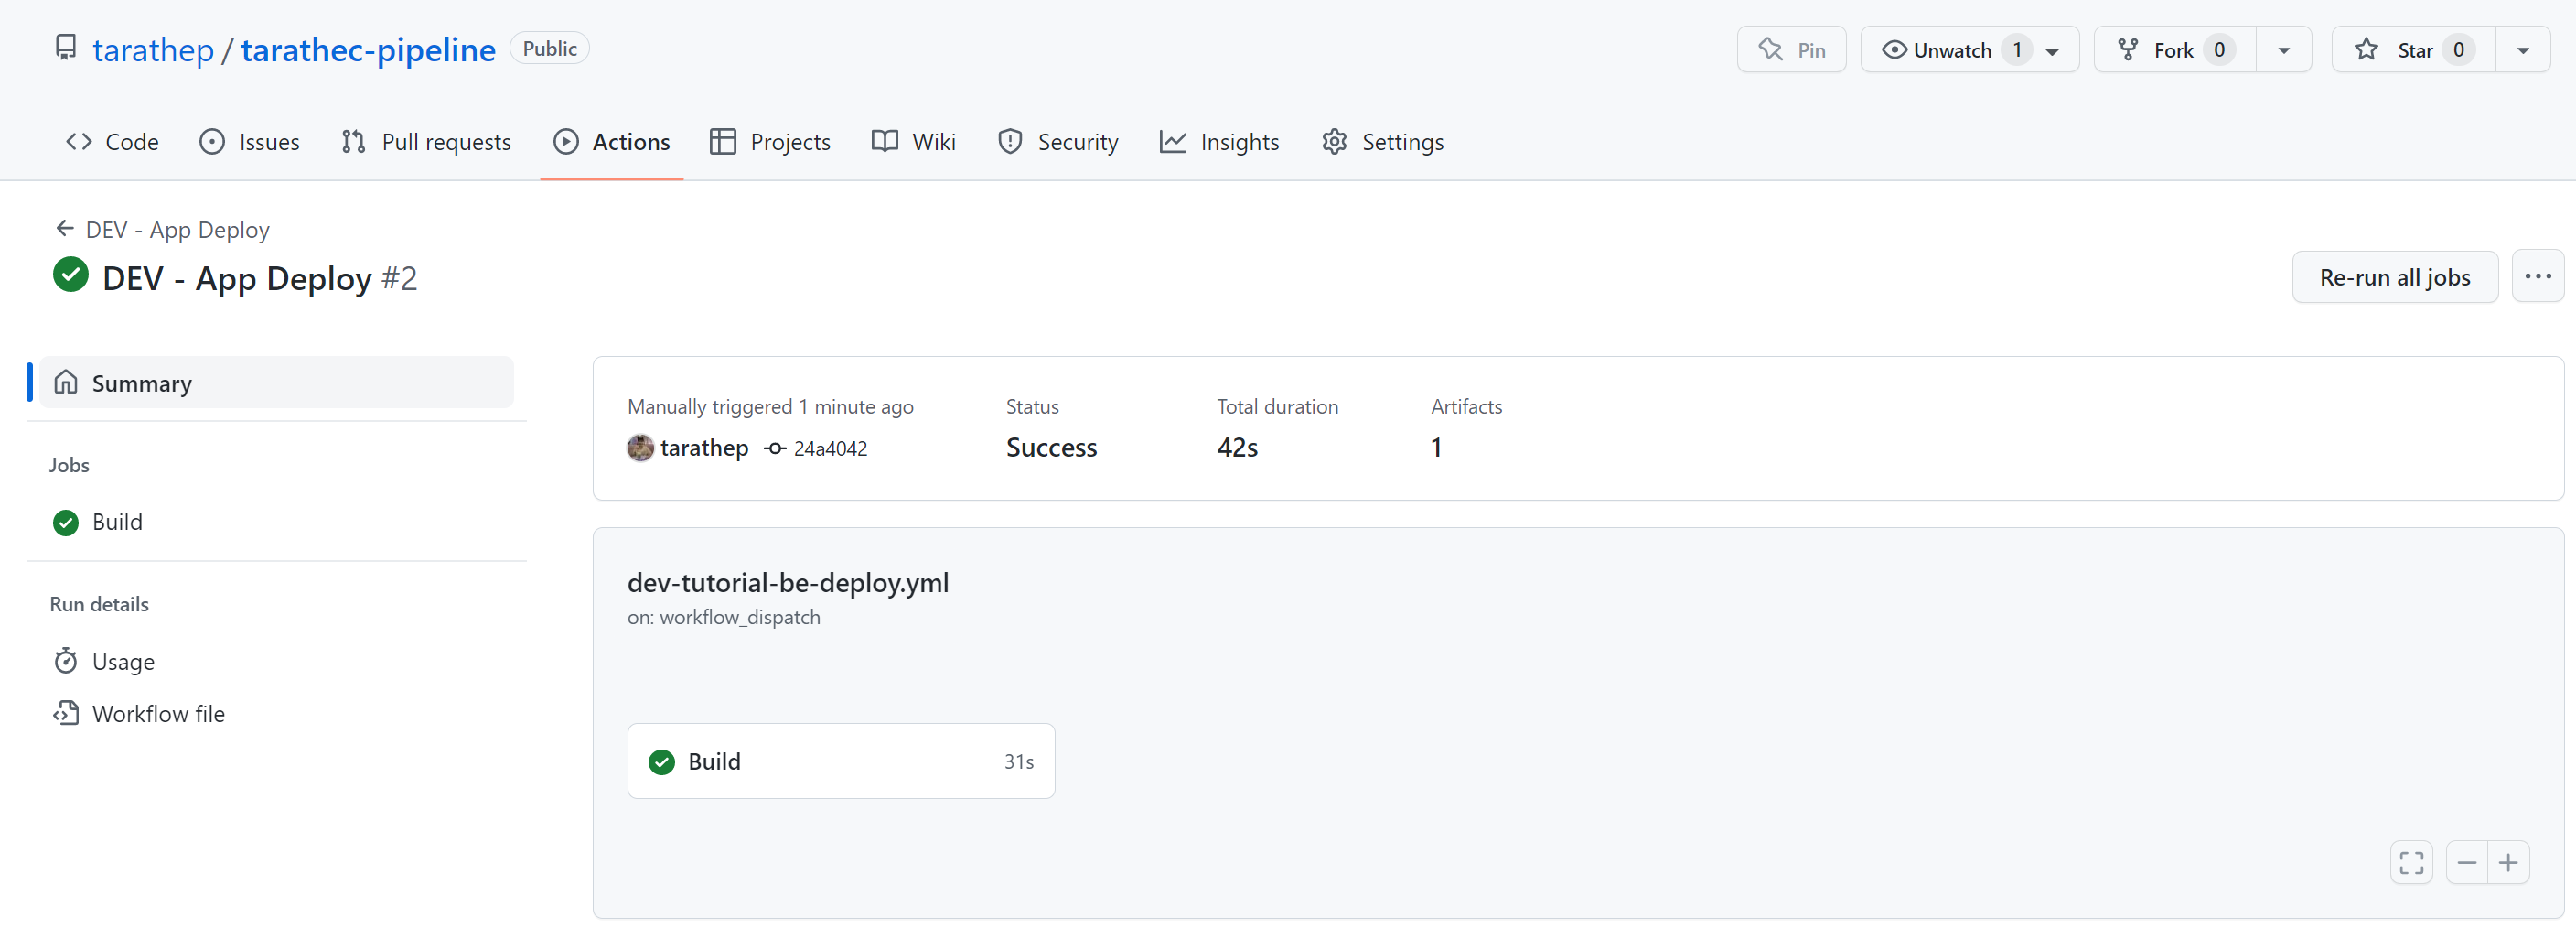 tarathep / tarathec-pipeline Public
Pin Unwatch 1 Fork 0 Star 0
Code Issues Pull requests Actions Projects Wiki Security Insights Settings
DEV - App Deploy
DEV - App Deploy #2
Re-run all jobs
Summary
Jobs
Build
Run details
Usage
Workflow file
Manually triggered 1 minute ago Status Total duration Artifacts
tarathep 24a4042 Success 42s 1
dev-tutorial-be-deploy.yml
on: workflow_dispatch
Build 31s